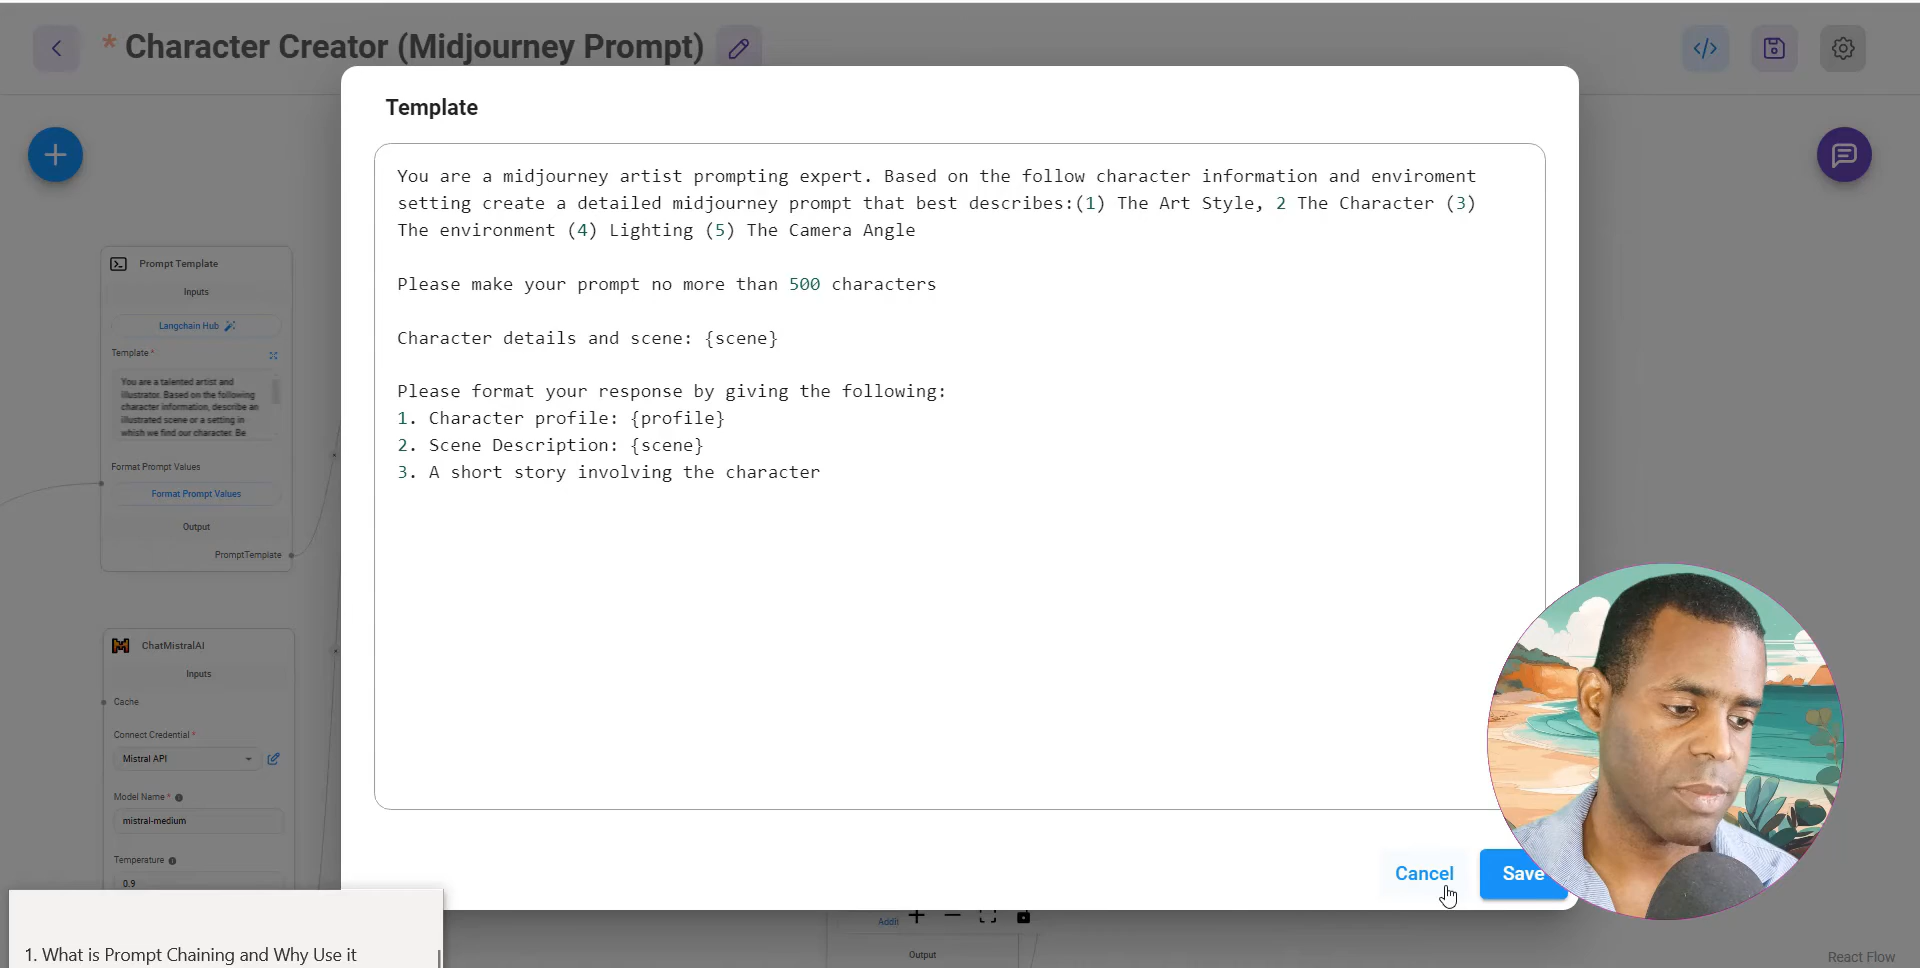 * Character Creator (Midjourney Prompt)
Template
You are a midjourney artist prompting expert. Based on the follow character information and enviroment
setting create a detailed midjourney prompt that best describes:(1) The Art Style, 2 The Character (3)
The environment (4) Lighting (5) The Camera Angle
Please make your prompt no more than 500 characters
Character details and scene: {scene}
Please format your response by giving the following:
1. Character profile: {profile}
2. Scene Description: {scene}
3. A short story involving the character
Cancel
Save
Prompt Template
Inputs
Langchain Hub
Template *
You are a talented artist and
illustrator. Based on the following
character information, describe an
illustrated scene or a setting in
which we find our character. Be
Format Prompt Values
Format Prompt Values
Output
PromptTemplate
ChatMistralAI
Inputs
Cache
Connect Credential *
Mistral API
Model Name *
mistral-medium
Temperature
0.9
1. What is Prompt Chaining and Why Use it
Addit
Output
React Flow